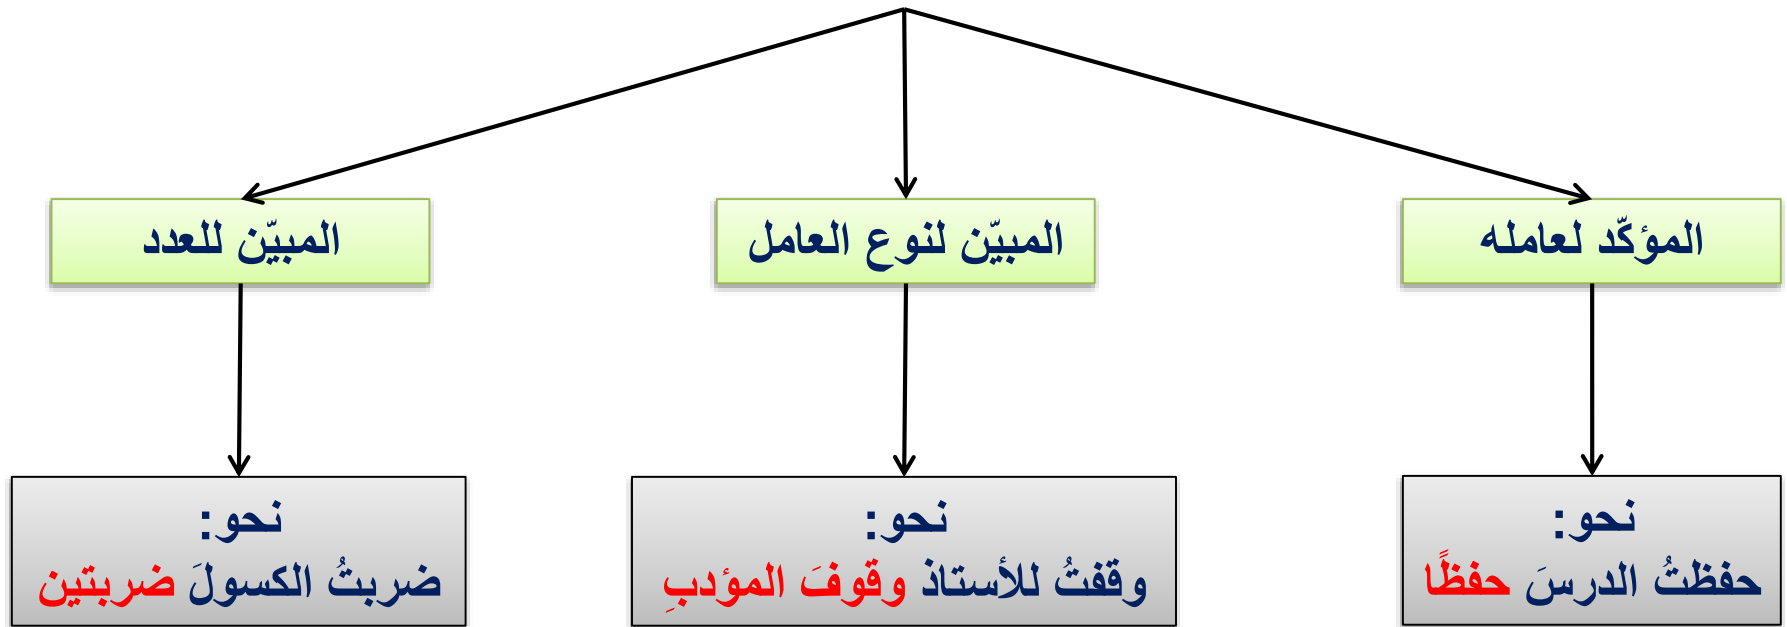 المؤكّد لعامله
المبيّن لنوع العامل
المبيّن للعدد
نحو:
حفظتُ الدرسَ حفظًا
نحو:
وقفتُ للأستاذ وقوفَ المؤدبِ
نحو:
ضربتُ الكسولَ ضربتين